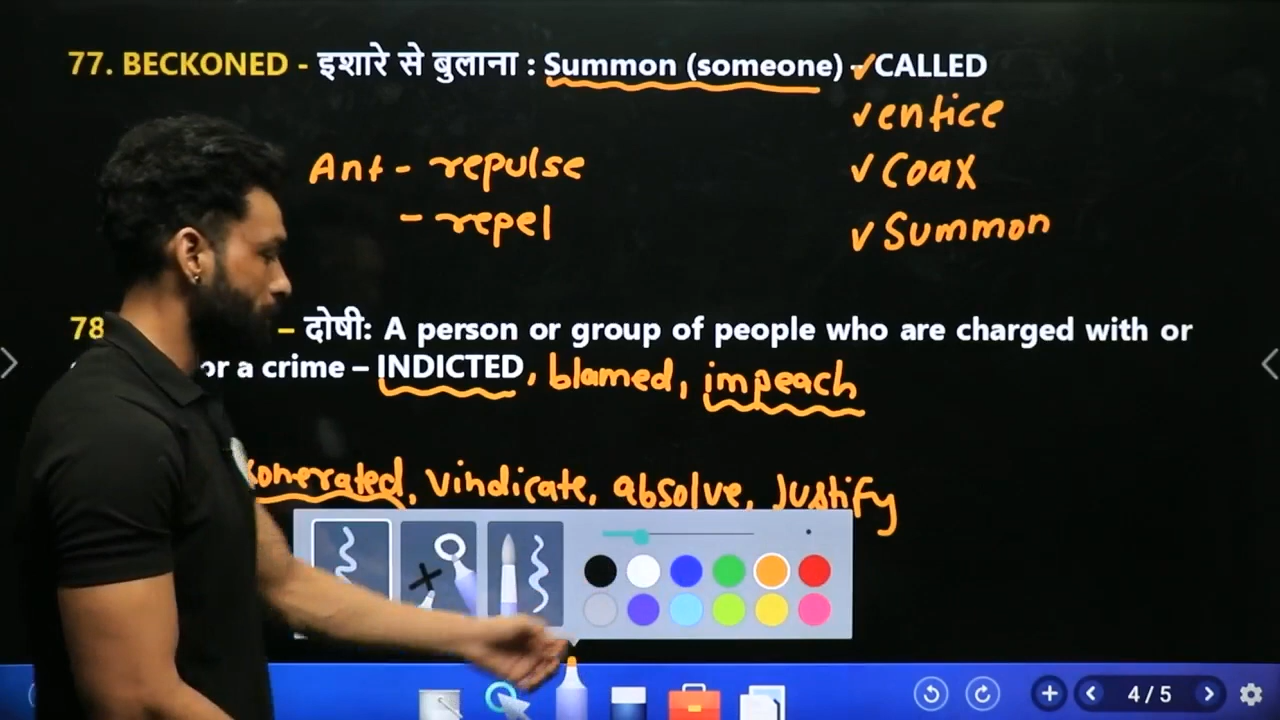 77. BECKONED - इशारे से बुलाना : Summon (someone) - CALLED
entice
Ant - repulse
coax
- repel
Summon
78
– दोषी: A person or group of people who are charged with or
or a crime – INDICTED, blamed, impeach
vindicate, absolve, Justify
4 / 5